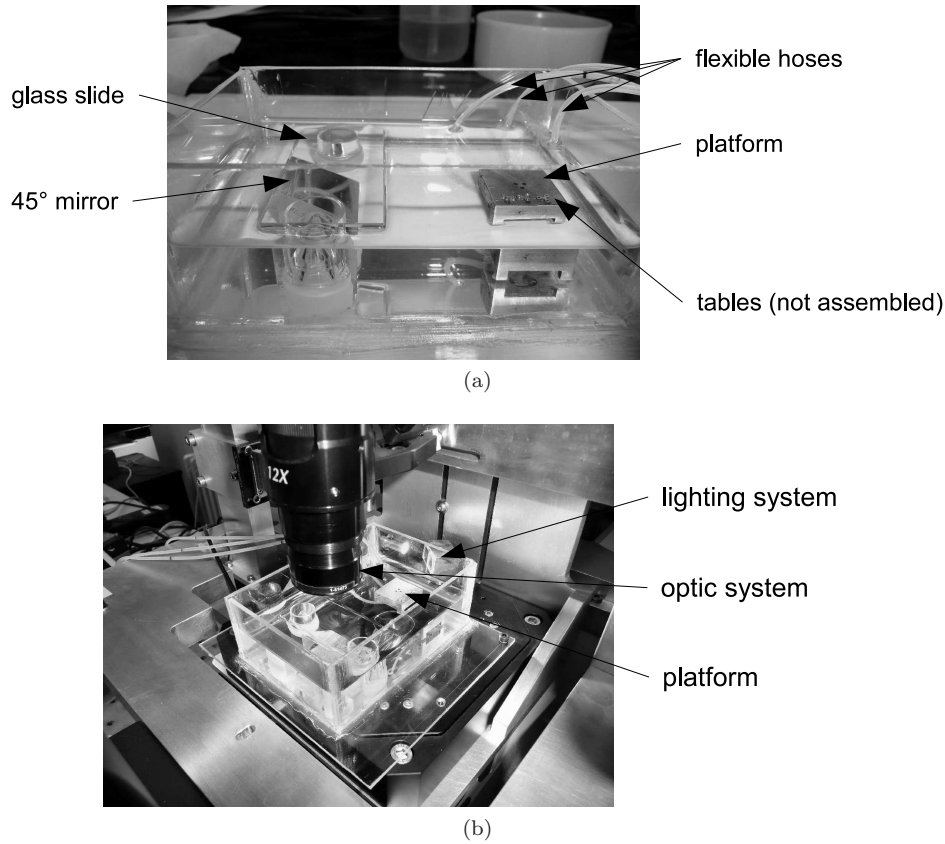 flexible hoses
glass slide
platform
45° mirror
tables (not assembled)
(a)
12X
lighting system
optic system
platform
(b)